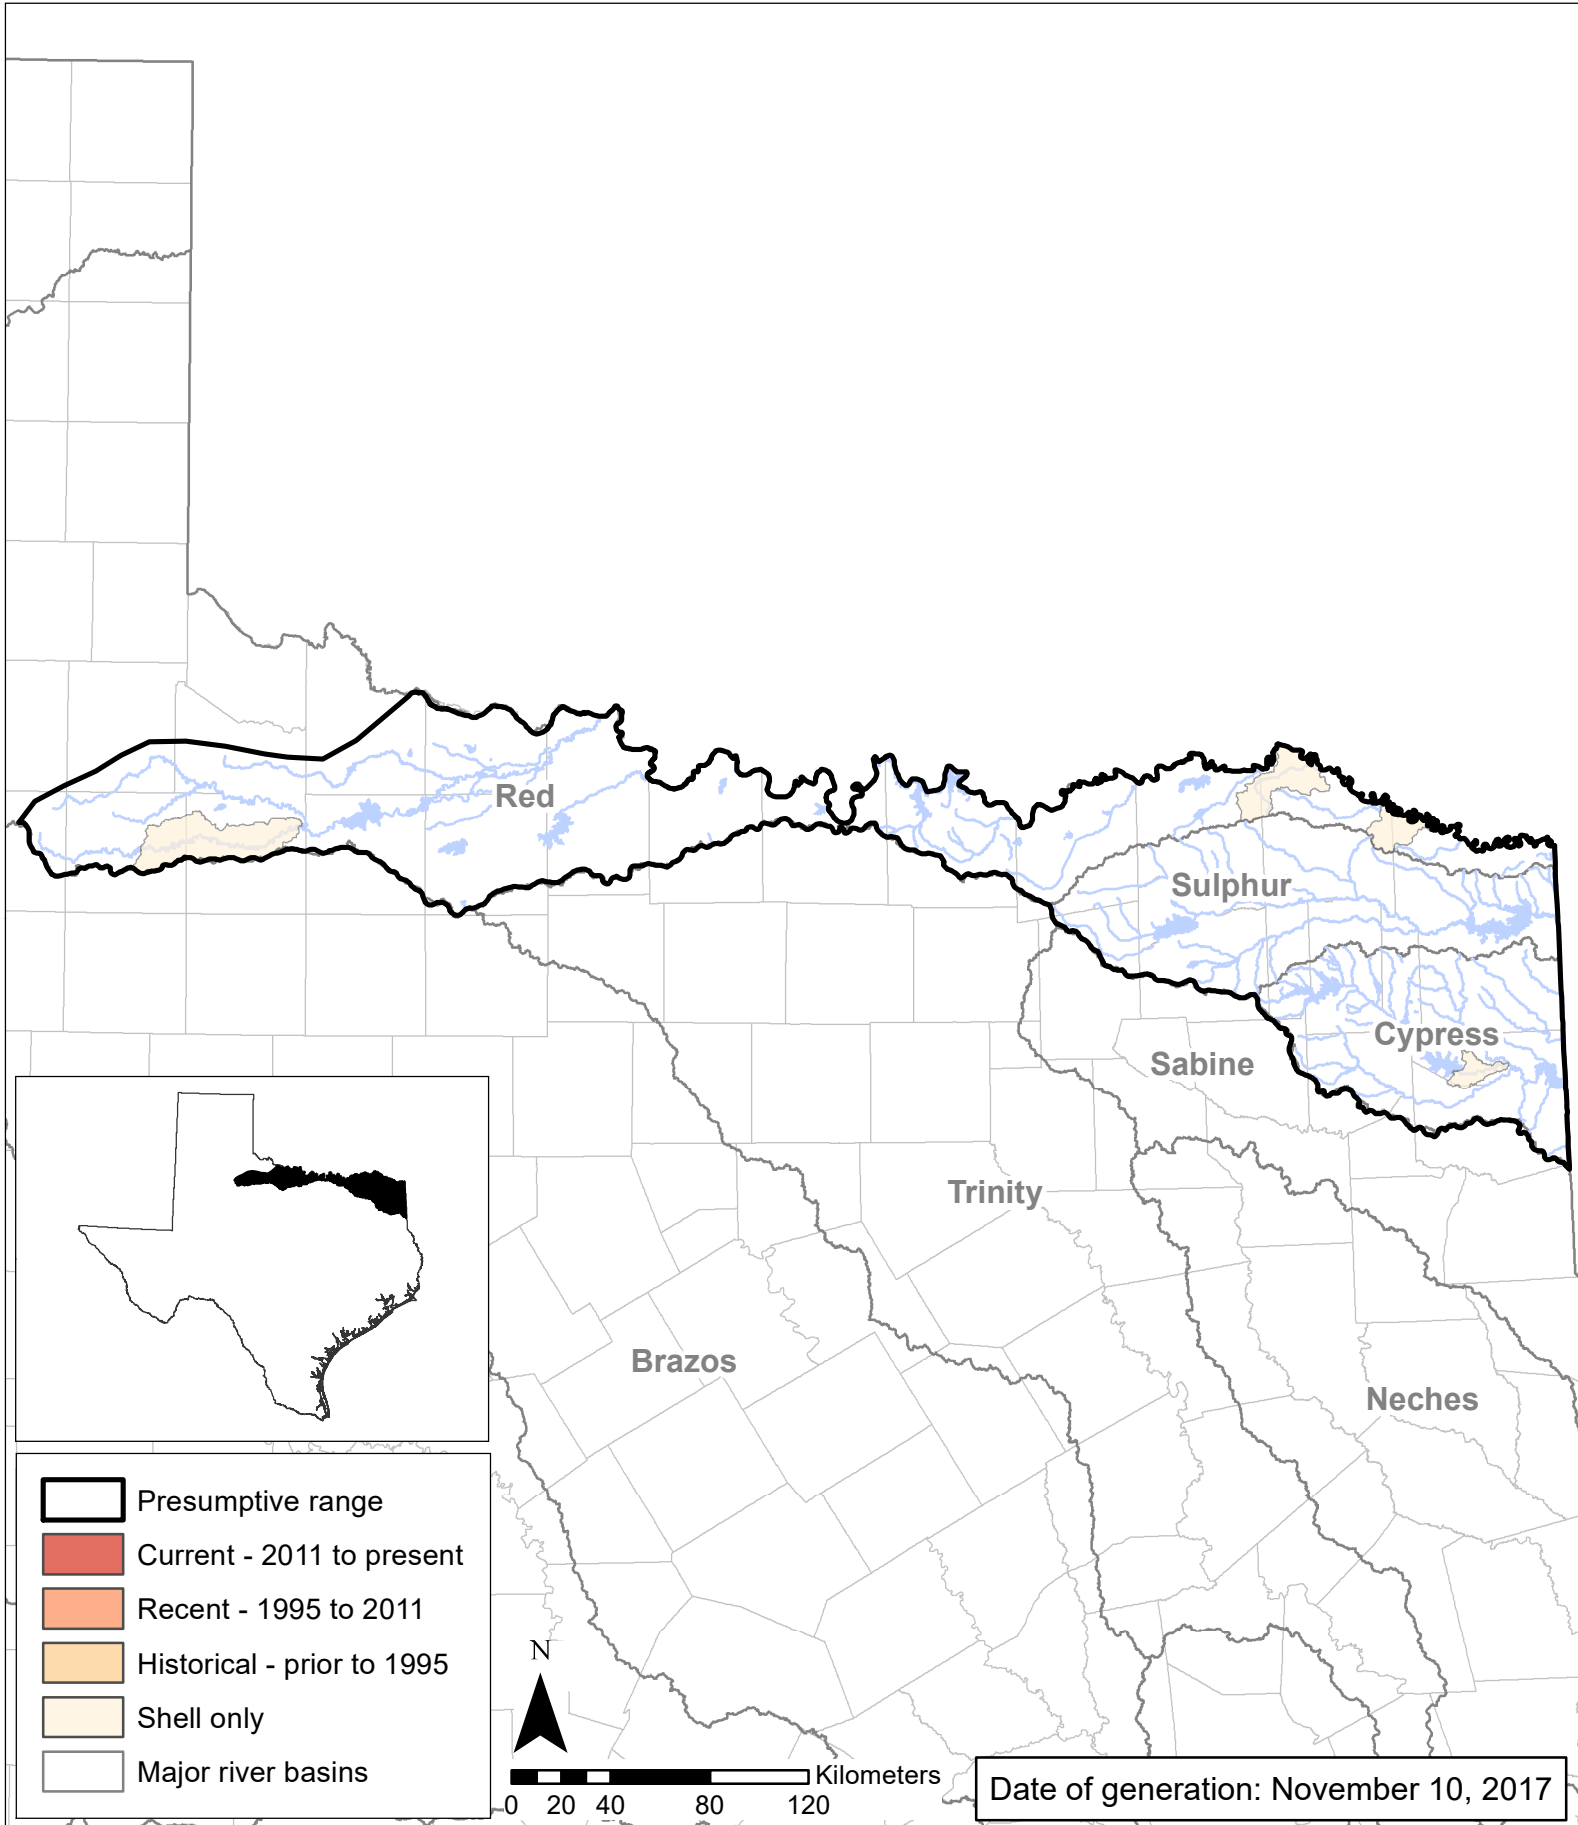 Red
Sulphur
Cypress
Sabine
Trinity
Brazos
Neches
Presumptive range
Current - 2011 to present
Recent - 1995 to 2011
Historical - prior to 1995
Shell only
Major river basins
N
Kilometers
0 20 40 80 120
Date of generation: November 10, 2017